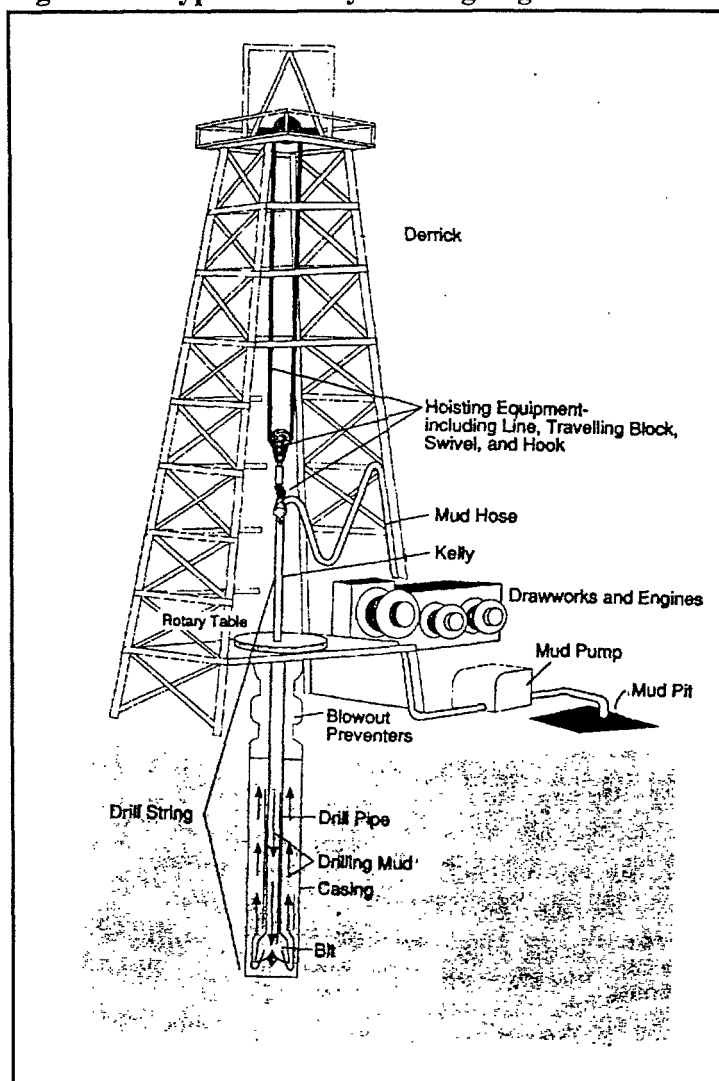 Derrick
Hoisting Equipment-
including Line, Travelling Block,
Swivel, and Hook
Mud Hose
Kelly
Drawworks and Engines
Rotary Table
Mud Pump
Mud Pit
Blowout
Preventers
Drill String
Drill Pipe
Drilling Mud
Casing
Bit